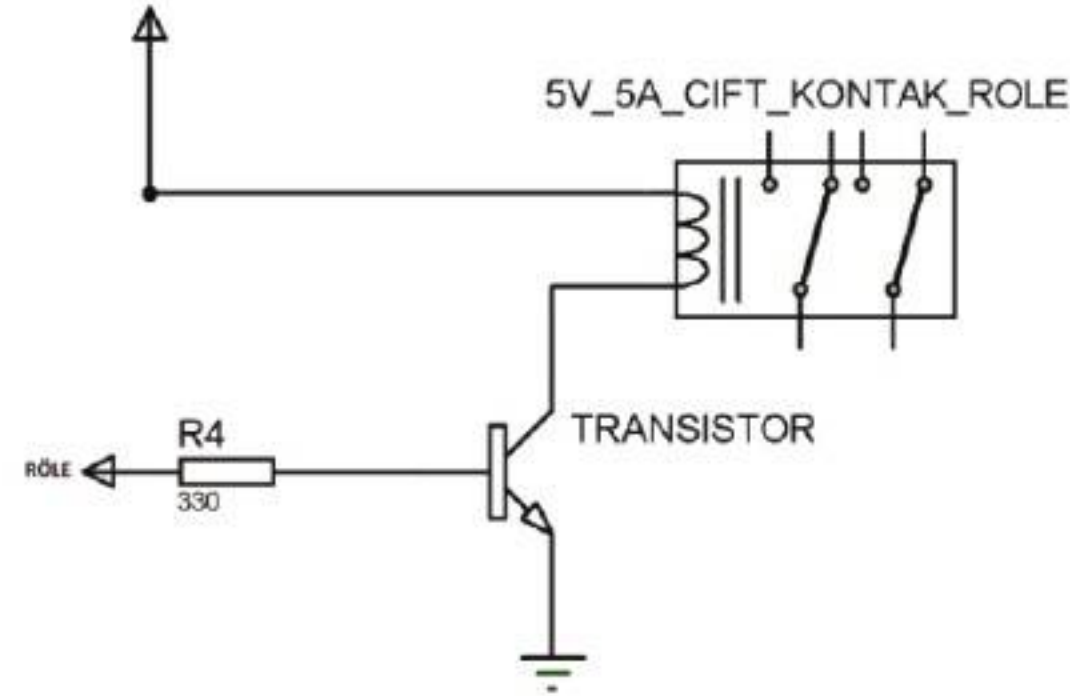 5V_5A_CIFT_KONTAK_ROLE
TRANSISTOR
R4
RÖLE
330